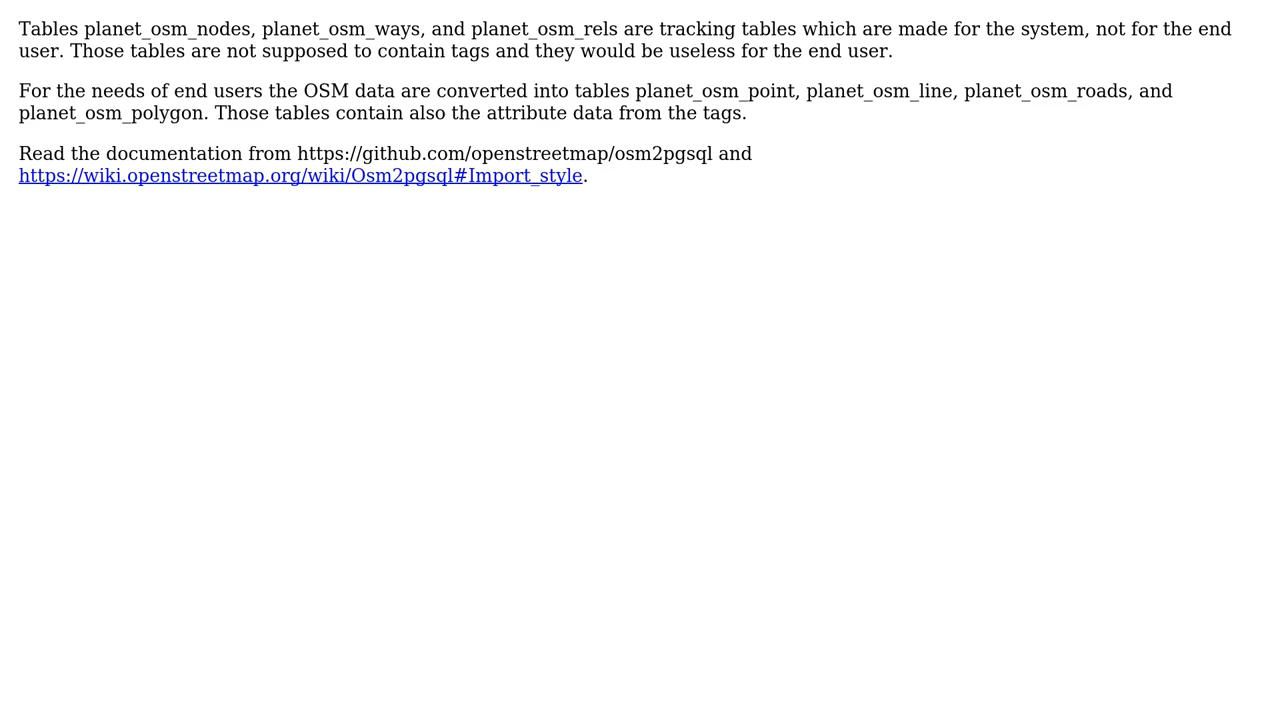 Tables planet_osm_nodes, planet_osm_ways, and planet_osm_rels are tracking tables which are made for the system, not for the end
user. Those tables are not supposed to contain tags and they would be useless for the end user.
For the needs of end users the OSM data are converted into tables planet_osm_point, planet_osm_line, planet_osm_roads, and
planet_osm_polygon. Those tables contain also the attribute data from the tags.
Read the documentation from https://github.com/openstreetmap/osm2pgsql and
https://wiki.openstreetmap.org/wiki/Osm2pgsql#Import_style.